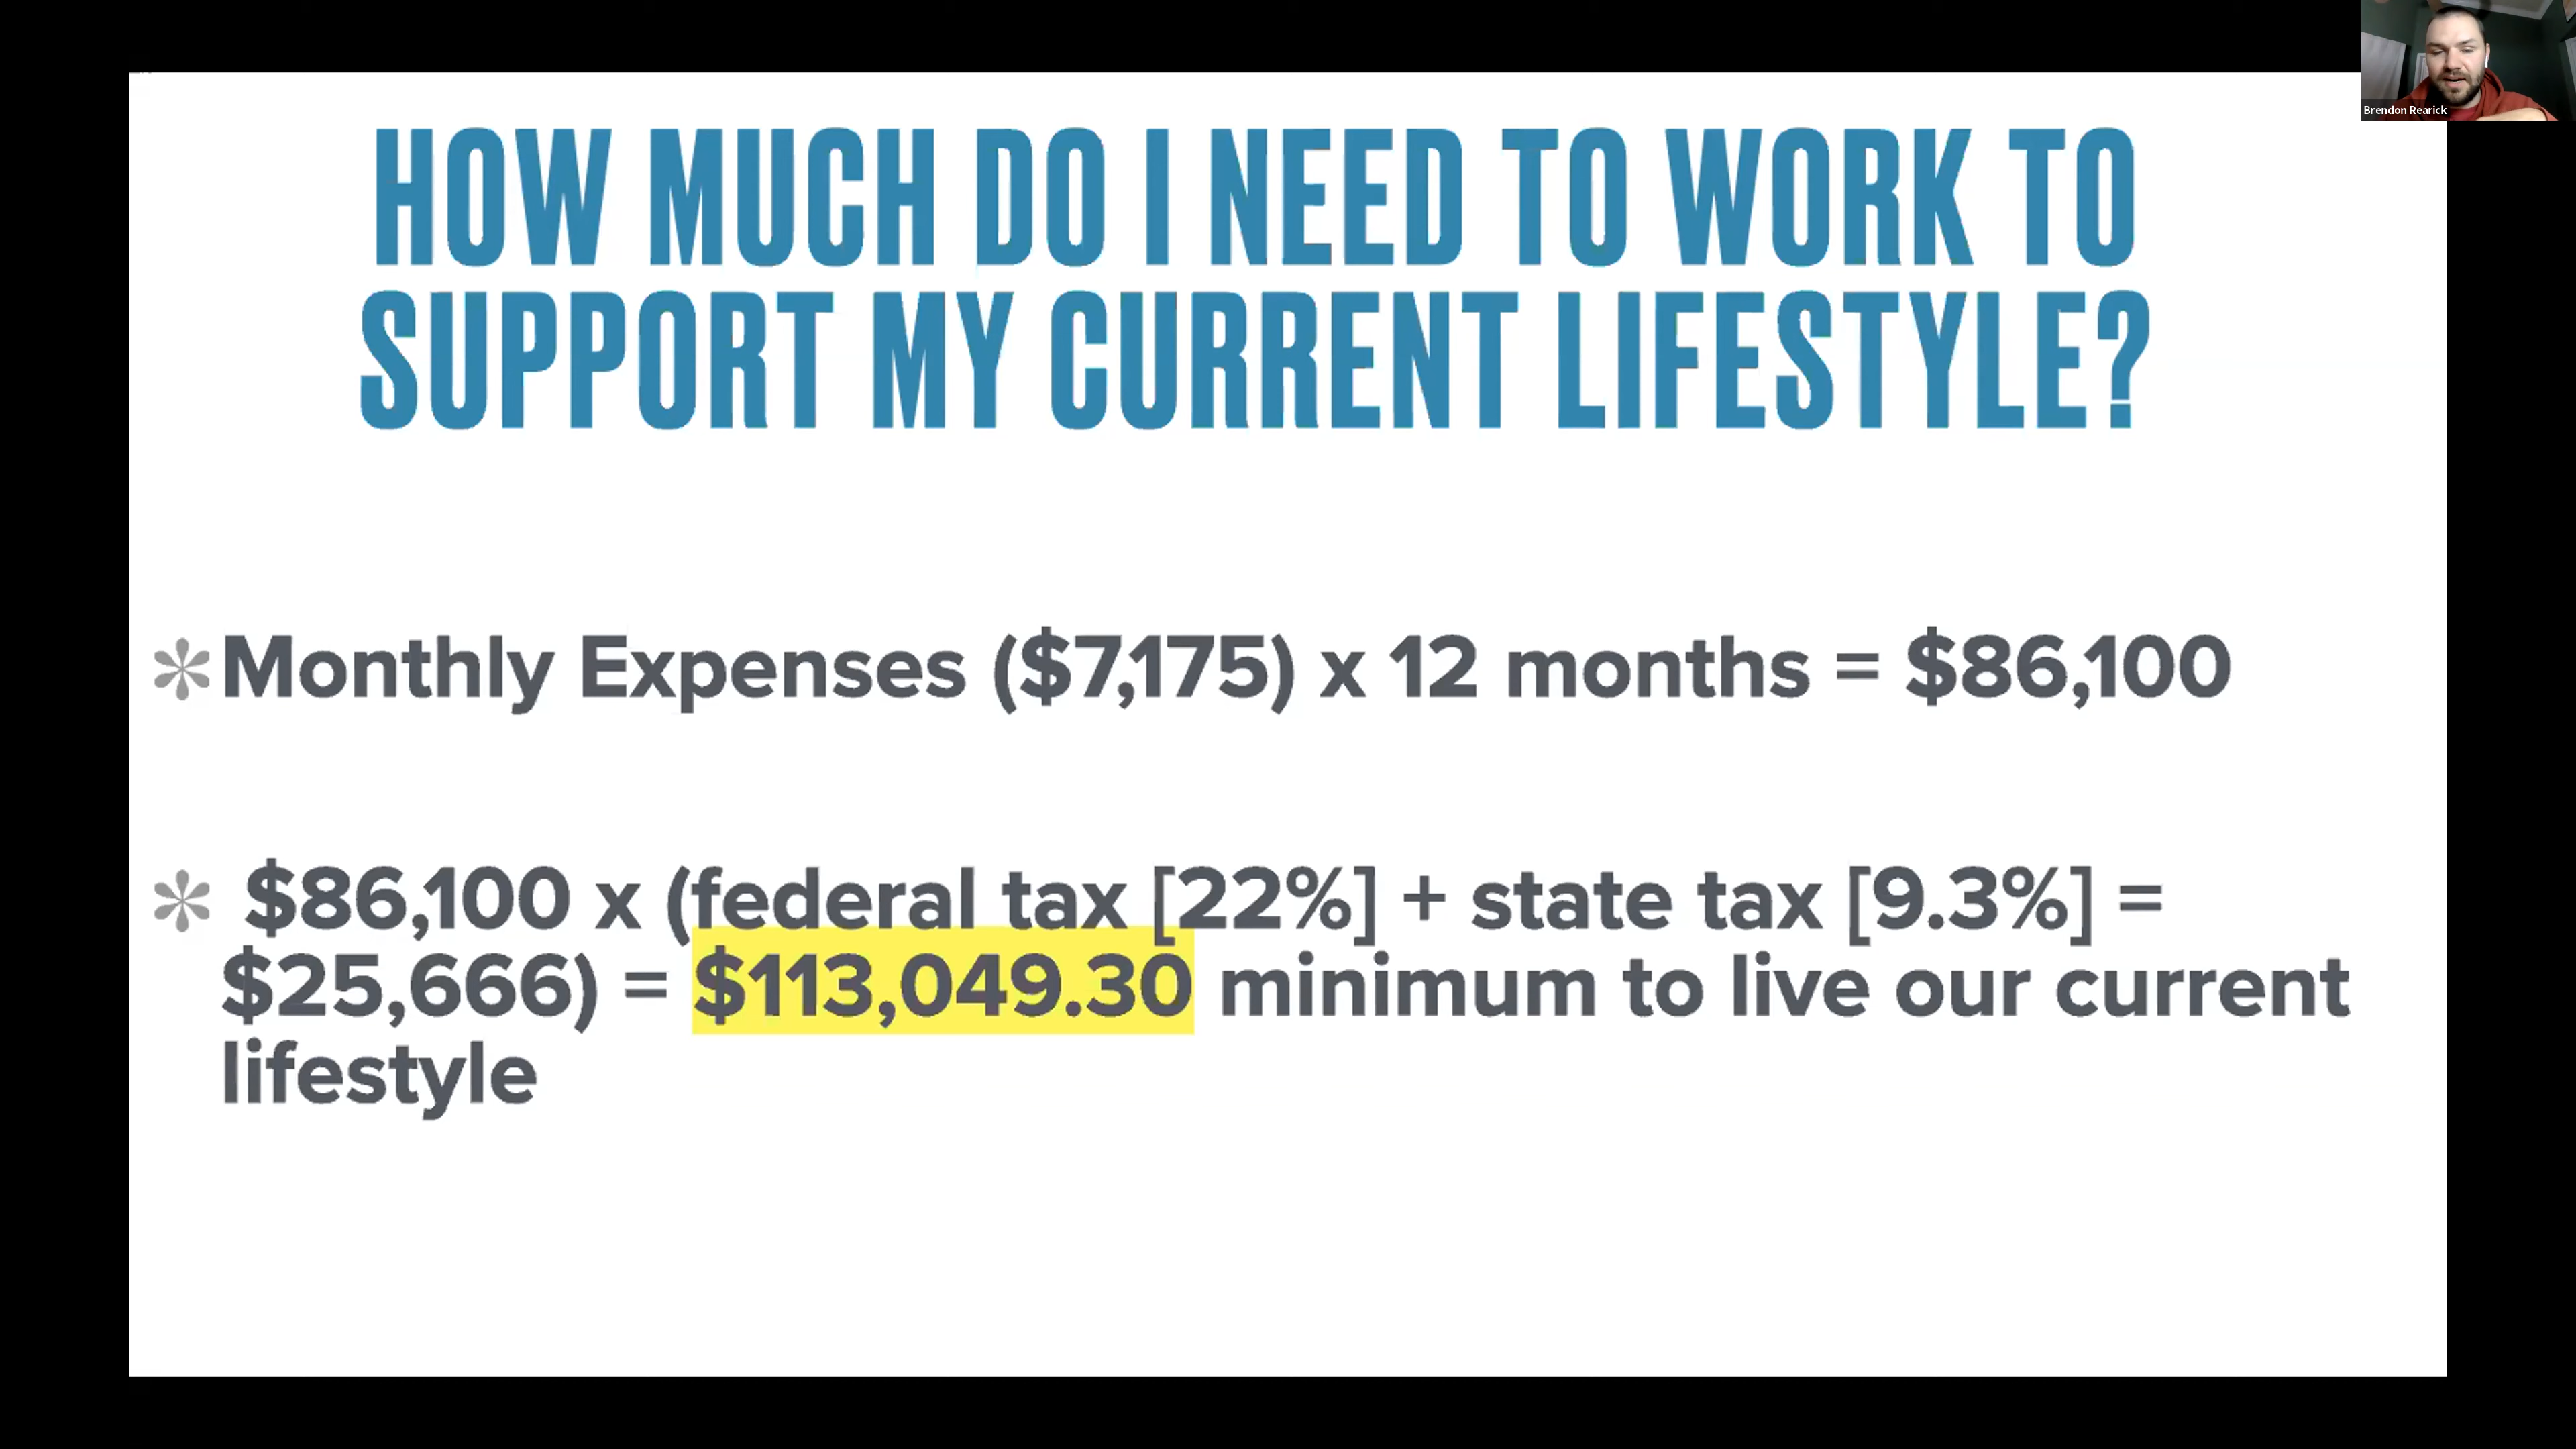 Brendon Rearick
HOW MUCH DO I NEED TO WORK TO
SUPPORT MY CURRENT LIFESTYLE?
Monthly Expenses ($7,175) x 12 months = $86,100
$86,100 x (federal tax [22%] + state tax [9.3%] =
$25,666) = $113,049.30 minimum to live our current
lifestyle